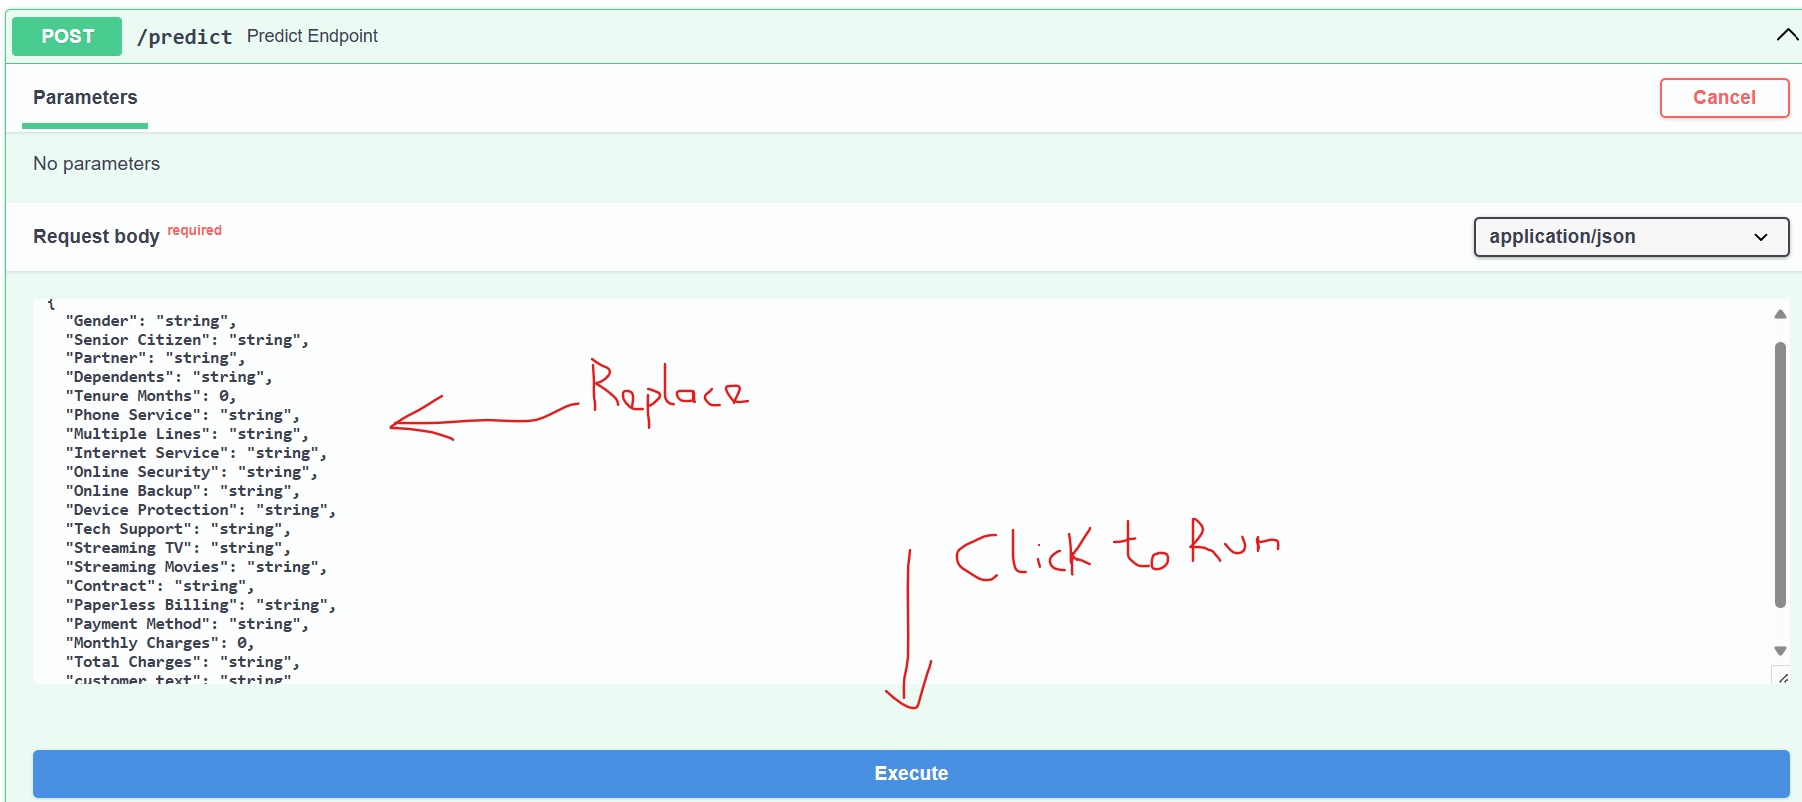 POST /predict Predict Endpoint
Parameters
Cancel
No parameters
Request body required
application/json
{
"Gender": "string",
"Senior Citizen": "string",
"Partner": "string",
"Dependents": "string",
"Tenure Months": 0,
"Phone Service": "string",
"Multiple Lines": "string",
"Internet Service": "string",
"Online Security": "string",
"Online Backup": "string",
"Device Protection": "string",
"Tech Support": "string",
"Streaming TV": "string",
"Streaming Movies": "string",
"Contract": "string",
"Paperless Billing": "string",
"Payment Method": "string",
"Monthly Charges": 0,
"Total Charges": "string",
"customer_text": "string"
Replace
Click to Run
Execute